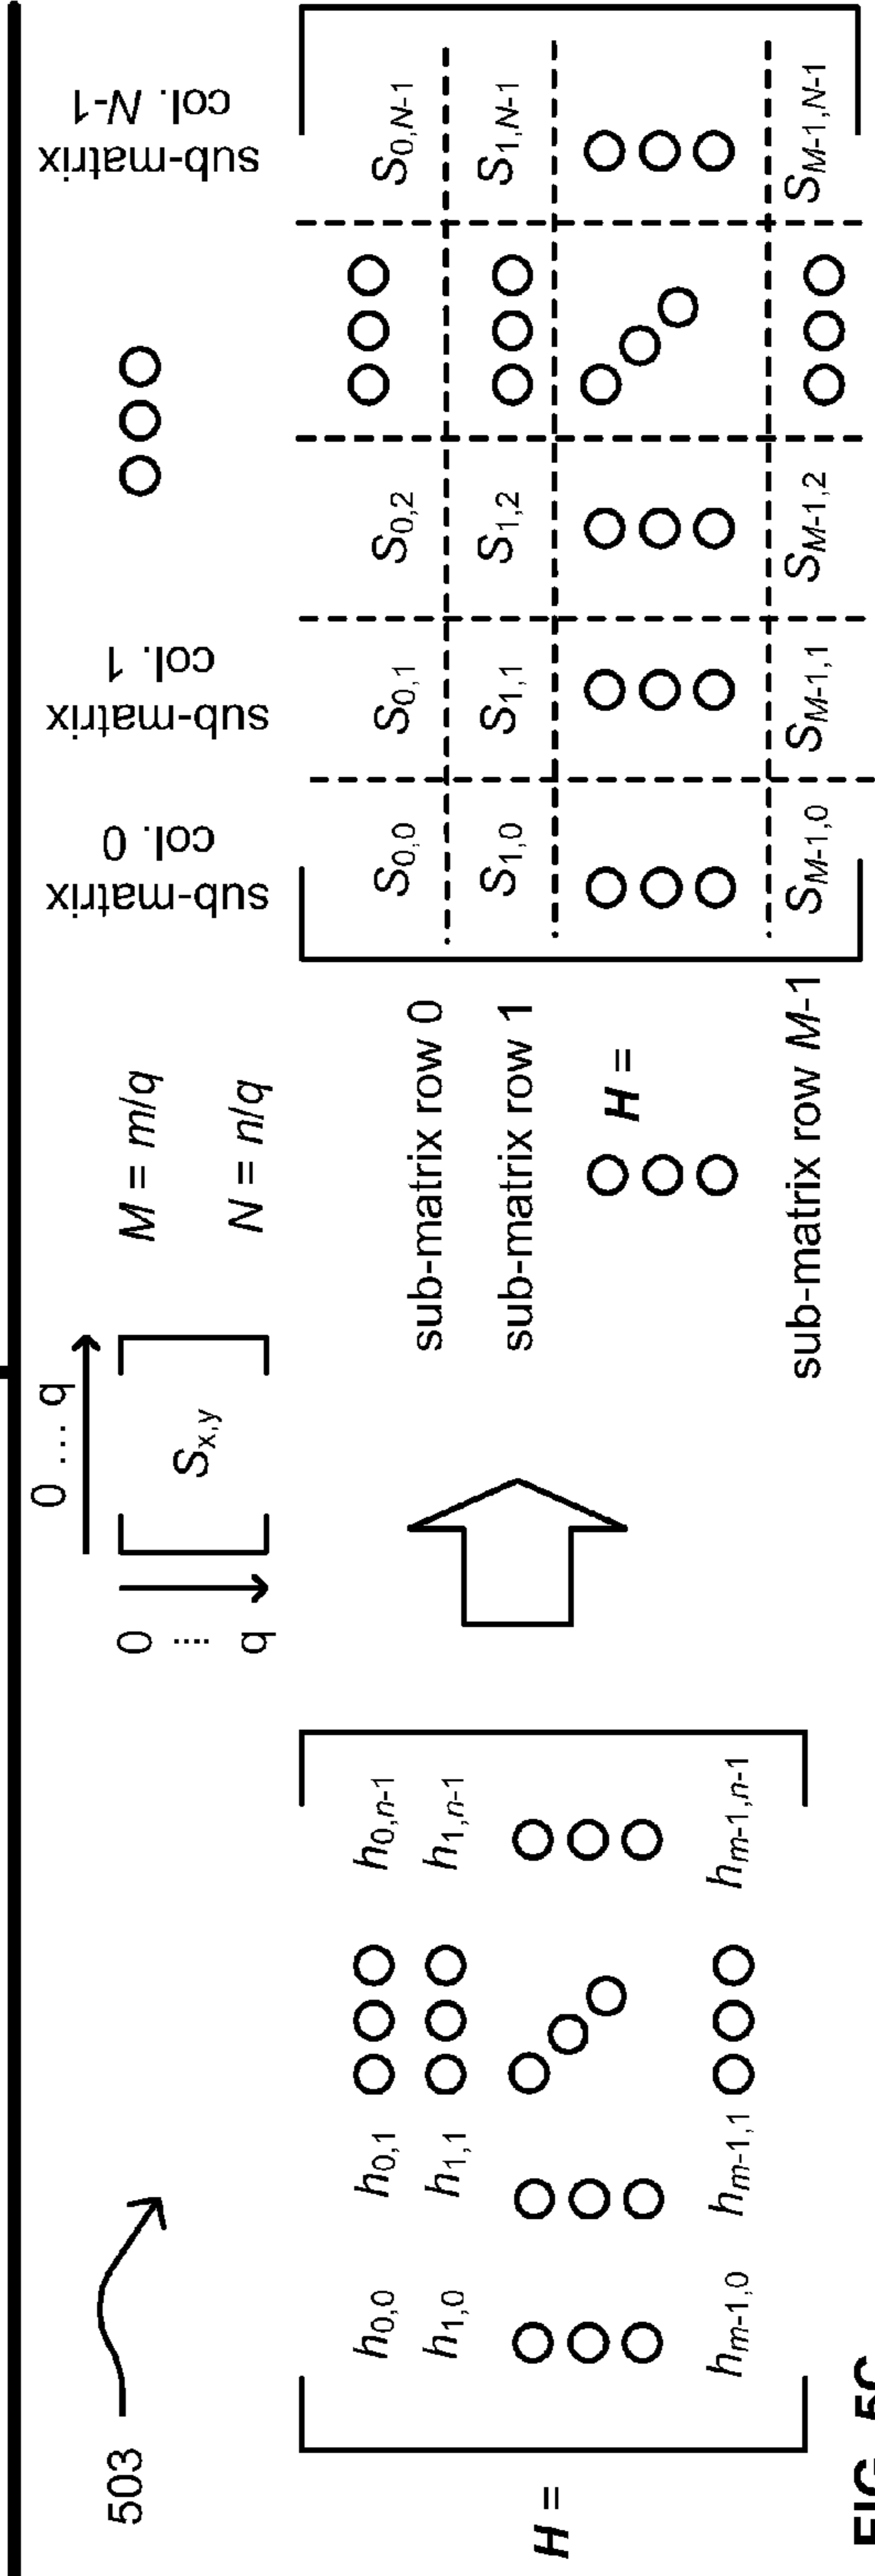 503
H =
h0,0 h0,1 h0,n-1
h1,0 h1,1 h1,n-1
hm-1,0 hm-1,1 hm-1,n-1
0 ... q
0
...
q
Sx,y
M = m/q
N = n/q
sub-matrix
col. 0
sub-matrix
col. 1
sub-matrix
col. N-1
sub-matrix row 0
sub-matrix row 1
H =
sub-matrix row M-1
S0,0 S0,1 S0,2 S0,N-1
S1,0 S1,1 S1,2 S1,N-1
SM-1,0 SM-1,1 SM-1,2 SM-1,N-1
FIG. 5C